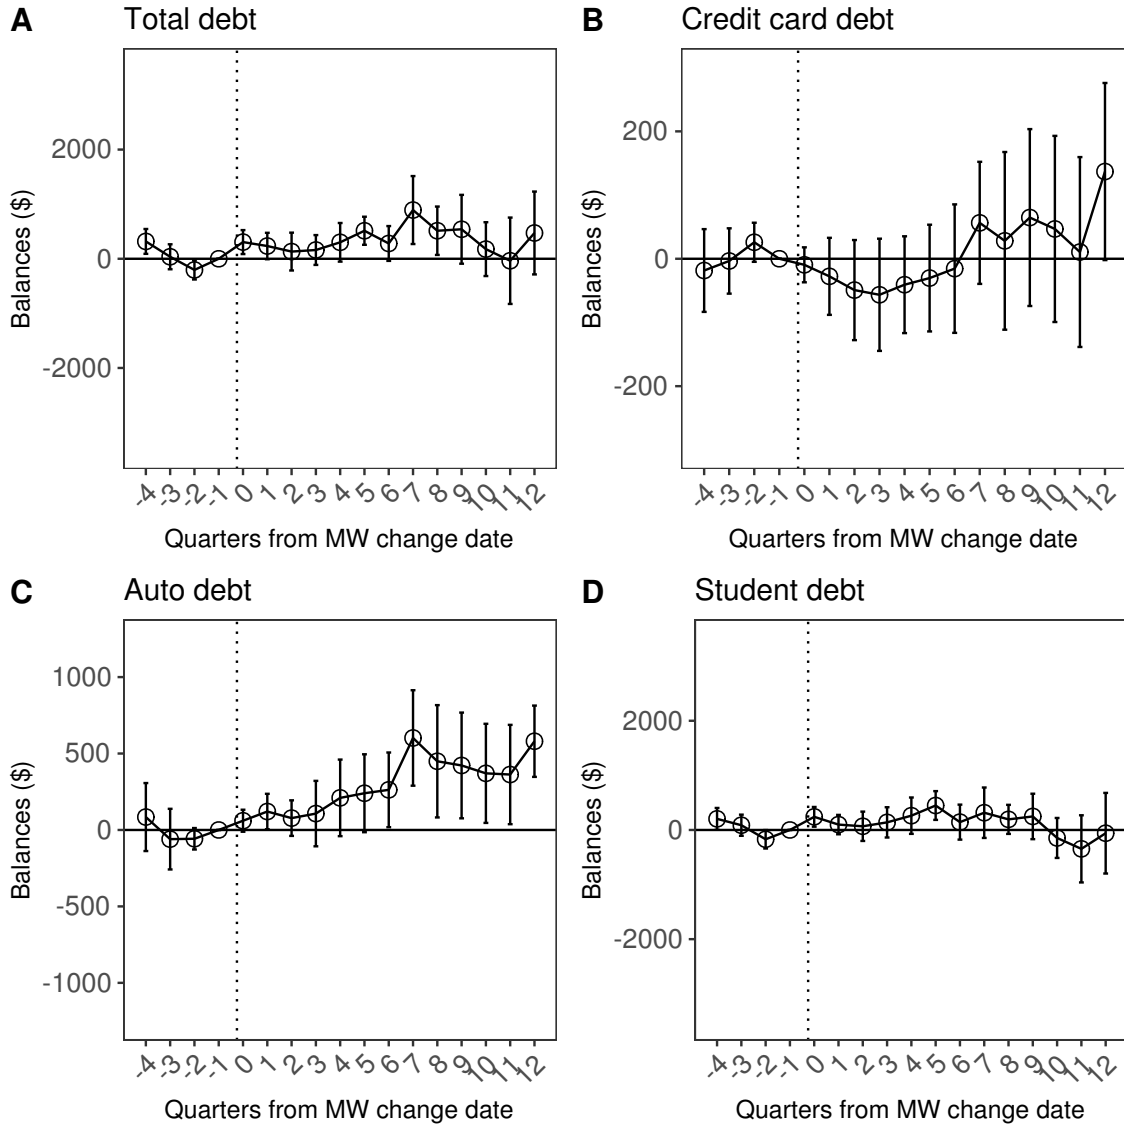 A Total debt
2000
0
-2000
Balances ($)
-4 -3 -2 -1 0 1 2 3 4 5 6 7 8 9 10 11 12
Quarters from MW change date
B Credit card debt
200
0
-200
Balances ($)
-4 -3 -2 -1 0 1 2 3 4 5 6 7 8 9 10 11 12
Quarters from MW change date
C Auto debt
1000
500
0
-500
-1000
Balances ($)
-4 -3 -2 -1 0 1 2 3 4 5 6 7 8 9 10 11 12
Quarters from MW change date
D Student debt
2000
0
-2000
Balances ($)
-4 -3 -2 -1 0 1 2 3 4 5 6 7 8 9 10 11 12
Quarters from MW change date